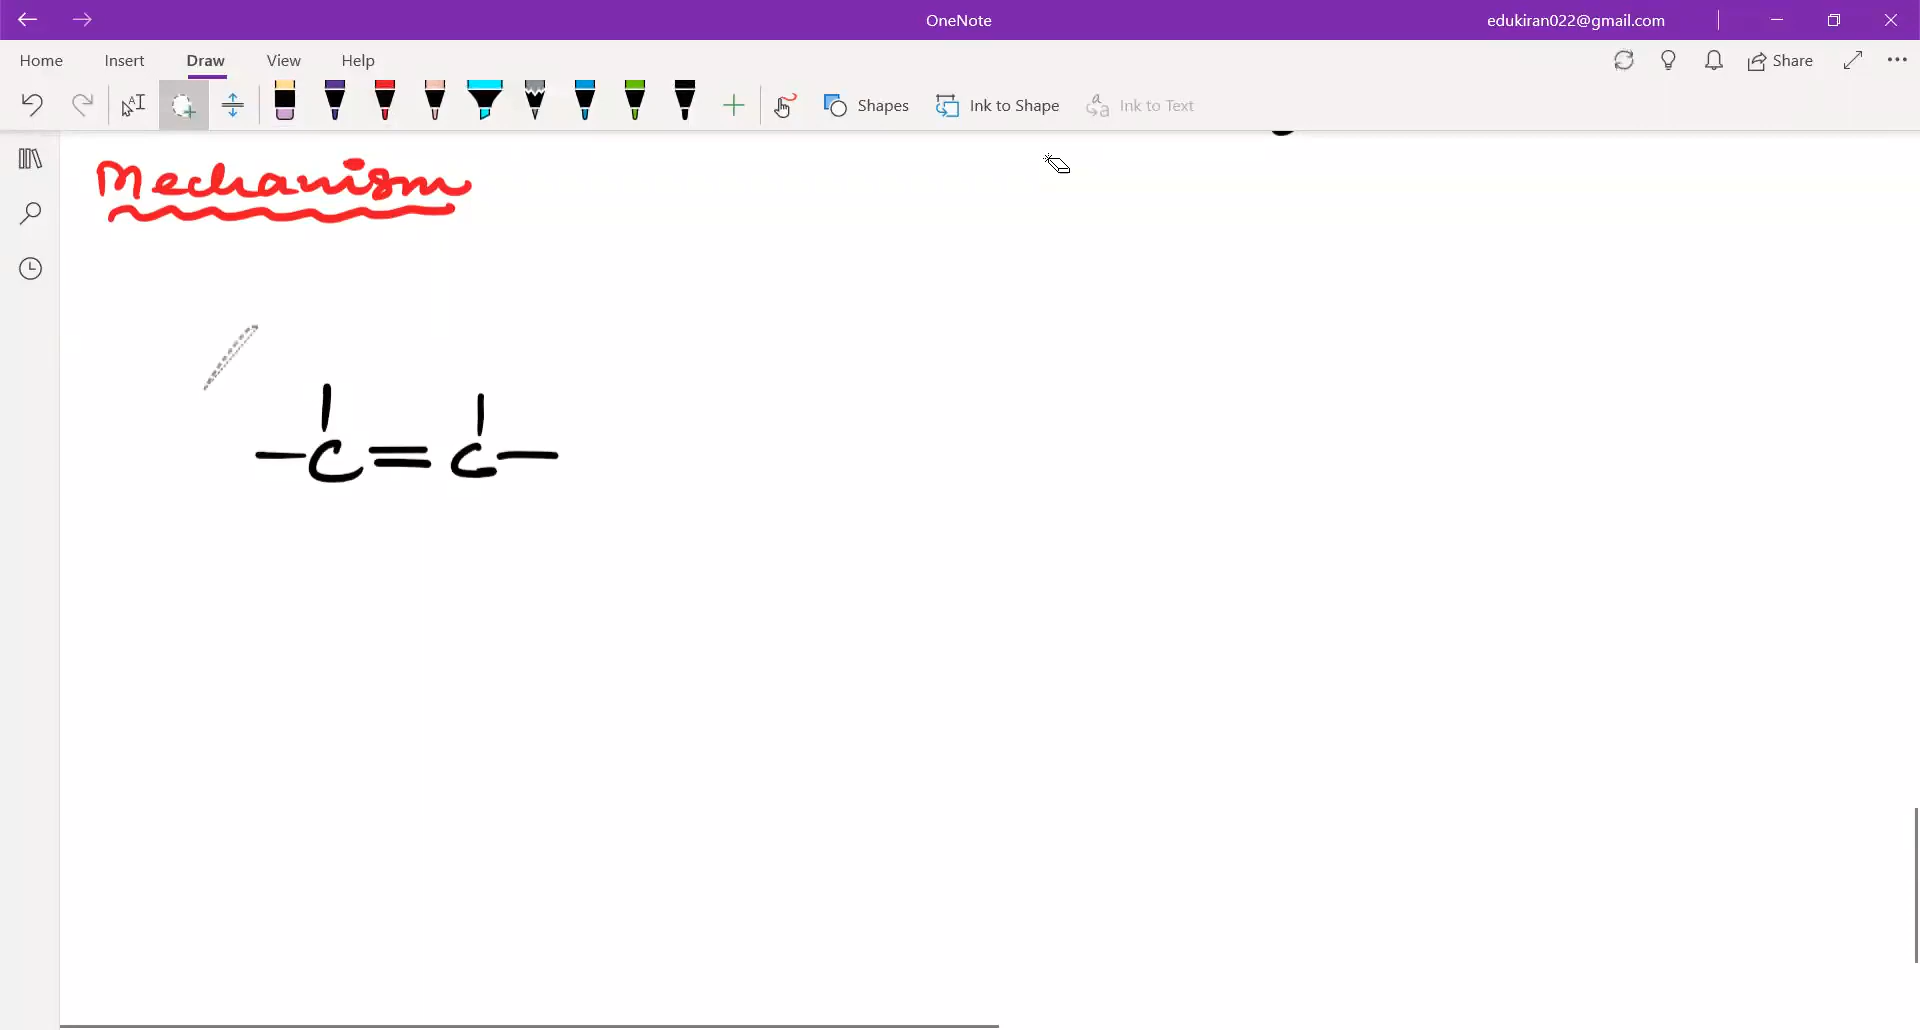 OneNote
edukiran022@gmail.com
Home Insert Draw View Help
Share
Shapes Ink to Shape Ink to Text
Mechanism
-C=C-